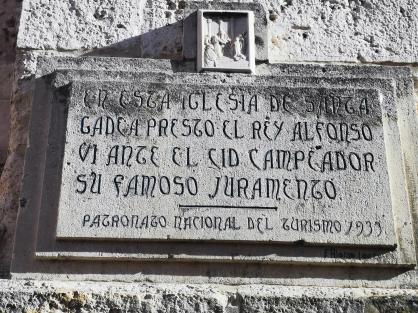 EN ESTA IGLESIA DE SANTA
GADEA PRESTO EL REY ALFONSO
VI ANTE EL CID CAMPEADOR
SU FAMOSO JURAMENTO
PATRONATO NACIONAL DEL TURISMO 1933